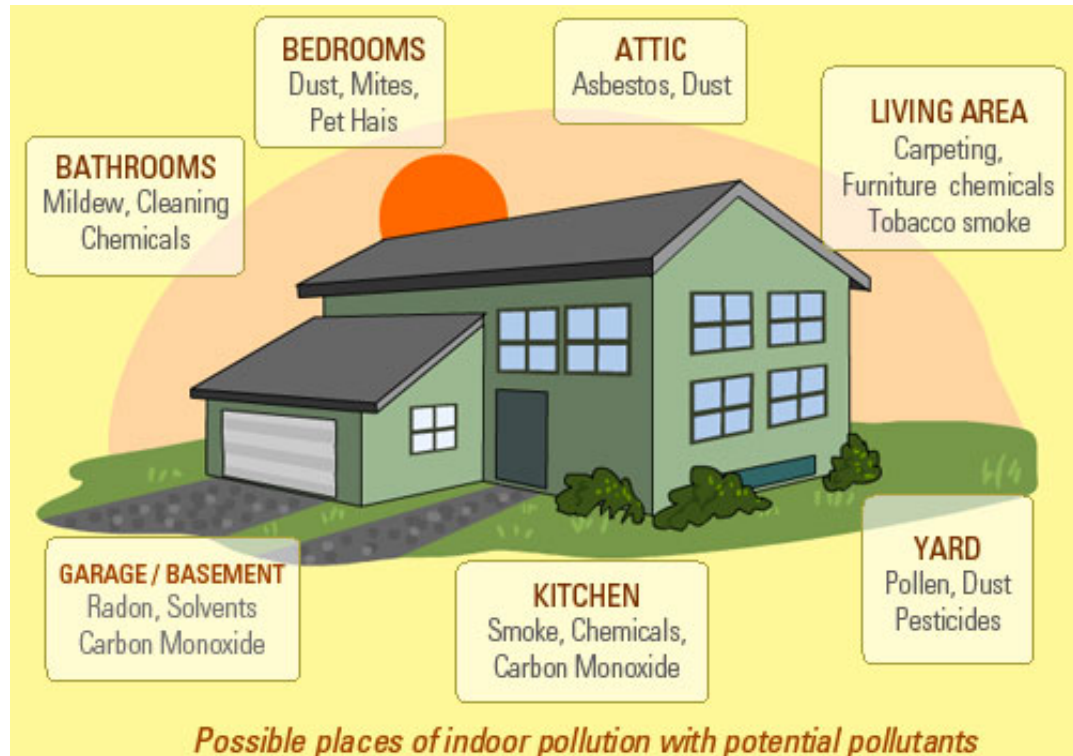 BEDROOMS
Dust, Mites,
Pet Hais
ATTIC
Asbestos, Dust
LIVING AREA
Carpeting,
Furniture chemicals
Tobacco smoke
BATHROOMS
Mildew, Cleaning
Chemicals
GARAGE / BASEMENT
Radon, Solvents
Carbon Monoxide
KITCHEN
Smoke, Chemicals,
Carbon Monoxide
YARD
Pollen, Dust
Pesticides
Possible places of indoor pollution with potential pollutants